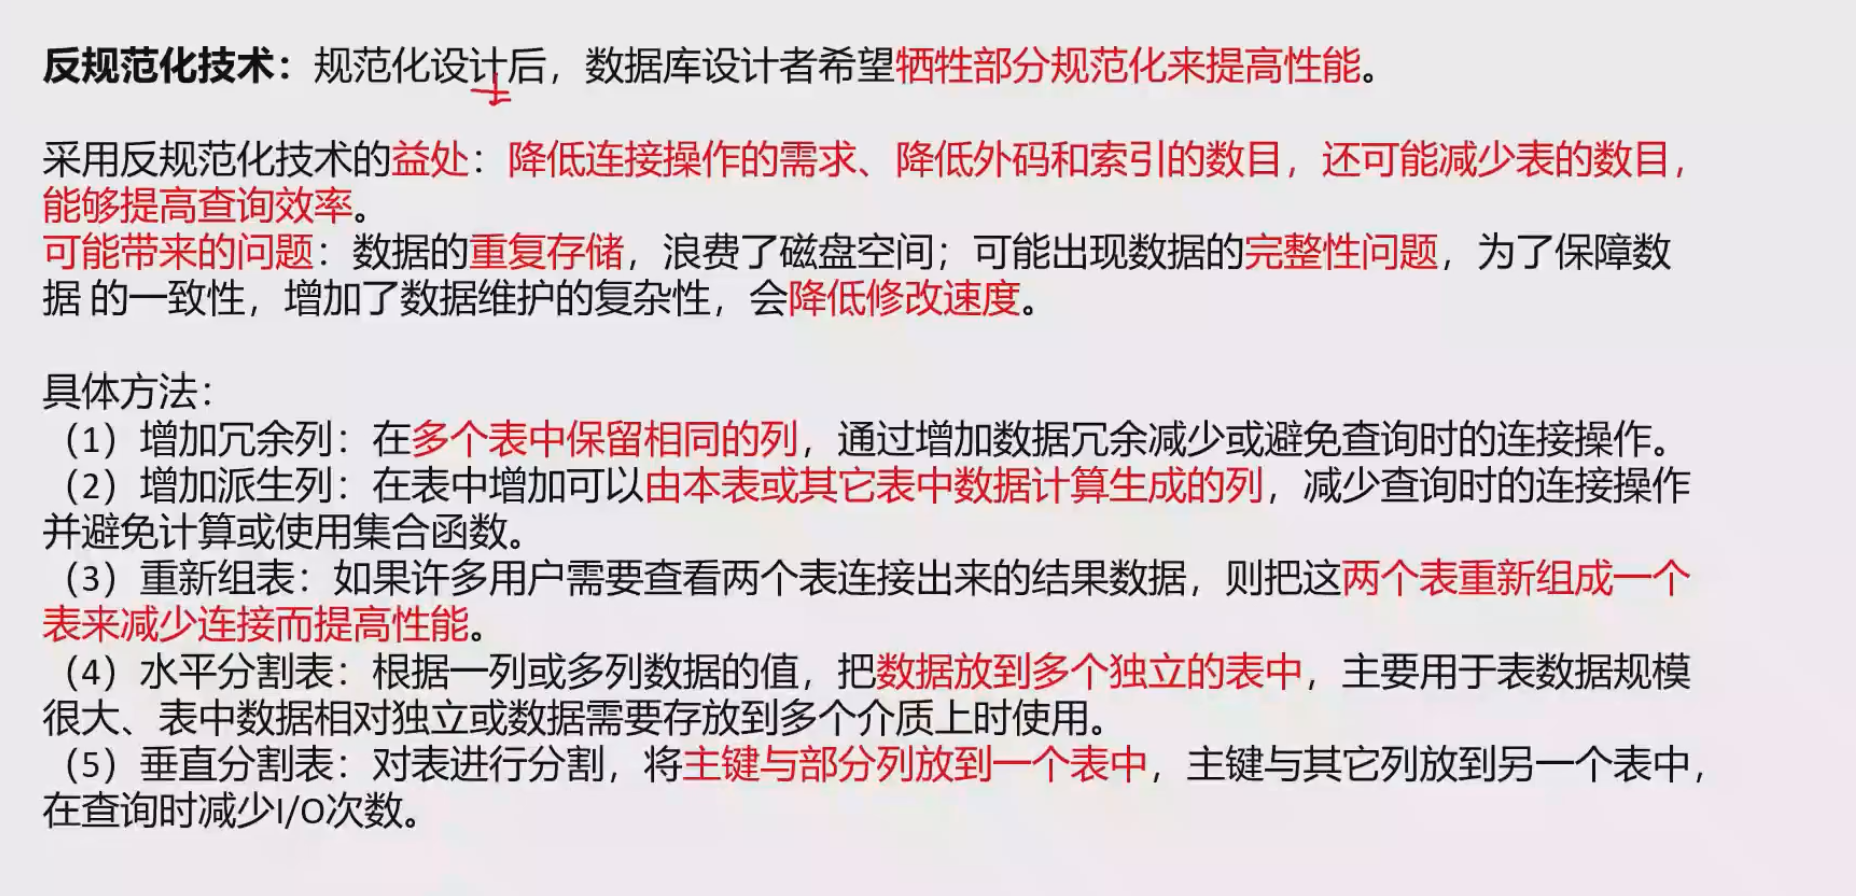 反规范化技术：规范化设计后，数据库设计者希望牺牲部分规范化来提高性能。
采用反规范化技术的益处：降低连接操作的需求、降低外码和索引的数目，还可能减少表的数目，
能够提高查询效率。
可能带来的问题：数据的重复存储，浪费了磁盘空间；可能出现数据的完整性问题，为了保障数
据 的一致性，增加了数据维护的复杂性，会降低修改速度。
具体方法：
（1）增加冗余列：在多个表中保留相同的列，通过增加数据冗余减少或避免查询时的连接操作。
（2）增加派生列：在表中增加可以由本表或其它表中数据计算生成的列，减少查询时的连接操作
并避免计算或使用集合函数。
（3）重新组表：如果许多用户需要查看两个表连接出来的结果数据，则把这两个表重新组成一个
表来减少连接而提高性能。
（4）水平分割表：根据一列或多列数据的值，把数据放到多个独立的表中，主要用于表数据规模
很大、表中数据相对独立或数据需要存放到多个介质上时使用。
（5）垂直分割表：对表进行分割，将主键与部分列放到一个表中，主键与其它列放到另一个表中，
在查询时减少I/O次数。